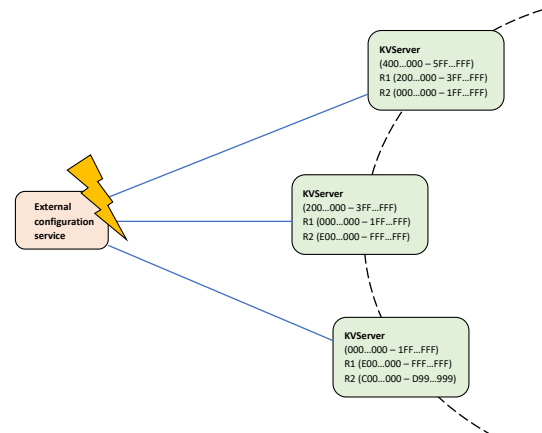 KVServer
(400...000 – 5FF...FFF)
R1 (200...000 – 3FF...FFF)
R2 (000...000 – 1FF...FFF)
KVServer
(200...000 – 3FF...FFF)
R1 (000...000 – 1FF...FFF)
R2 (E00...000 – FFF...FFF)
External
configuration
service
KVServer
(000...000 – 1FF...FFF)
R1 (E00...000 – FFF...FFF)
R2 (C00...000 – D99...999)